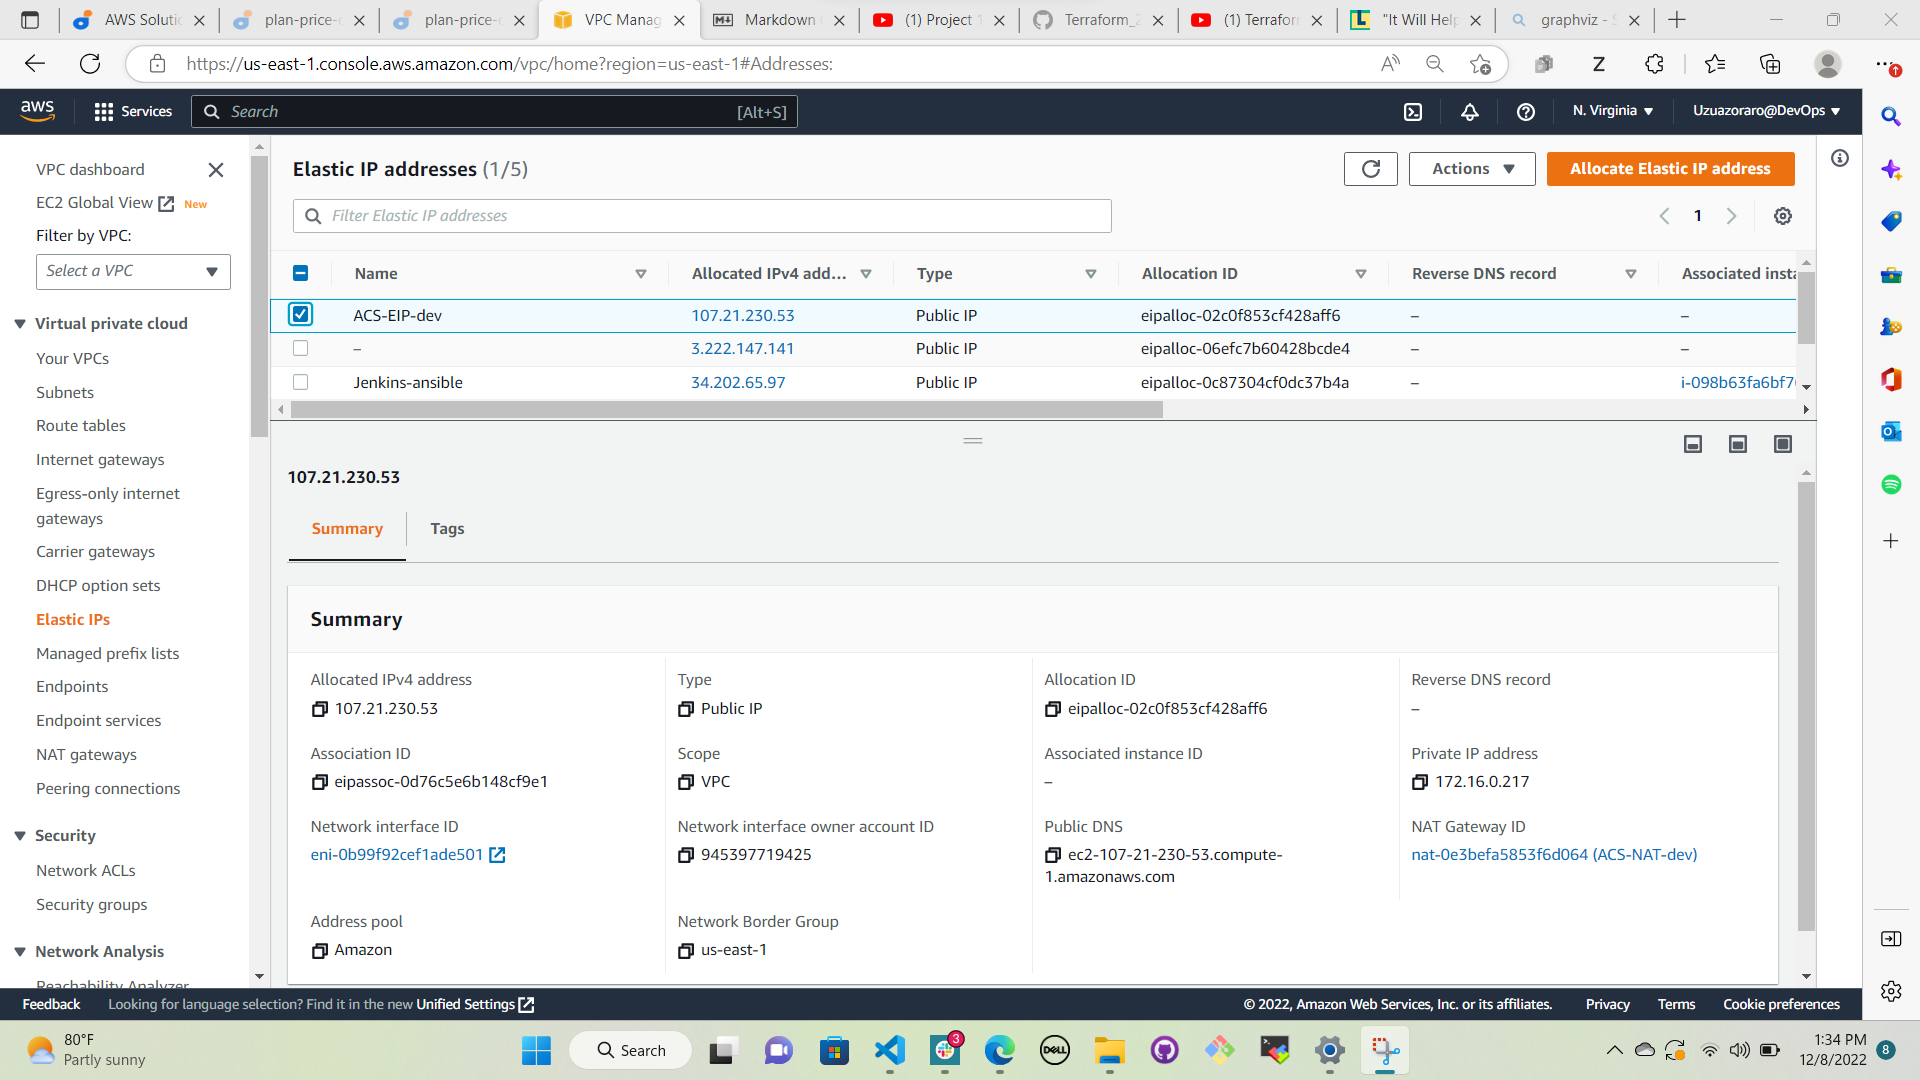 AWS Soluti
plan-price-
plan-price-
VPC Manag
Markdown
(1) Project 1
Terraform_2
(1) Terrafor
"It Will Help
graphviz - S
https://us-east-1.console.aws.amazon.com/vpc/home?region=us-east-1#Addresses:
aws
Services
Search
[Alt+S]
N. Virginia
Uzuazoraro@DevOps
VPC dashboard
EC2 Global View
New
Filter by VPC:
Select a VPC
Virtual private cloud
Your VPCs
Subnets
Route tables
Internet gateways
Egress-only internet
gateways
Carrier gateways
DHCP option sets
Elastic IPs
Managed prefix lists
Endpoints
Endpoint services
NAT gateways
Peering connections
Security
Network ACLs
Security groups
Network Analysis
Reachability Analyzer
Elastic IP addresses (1/5)
Actions
Allocate Elastic IP address
Filter Elastic IP addresses
1
Name
Allocated IPv4 add...
Type
Allocation ID
Reverse DNS record
Associated insta
ACS-EIP-dev
107.21.230.53
Public IP
eipalloc-02c0f853cf428aff6
–
–
–
3.222.147.141
Public IP
eipalloc-06efc7b60428bcde4
–
–
Jenkins-ansible
34.202.65.97
Public IP
eipalloc-0c87304cf0dc37b4a
–
i-098b63fa6bf7
107.21.230.53
Summary
Tags
Summary
Allocated IPv4 address
107.21.230.53
Type
Public IP
Allocation ID
eipalloc-02c0f853cf428aff6
Reverse DNS record
–
Association ID
eipassoc-0d76c5e6b148cf9e1
Scope
VPC
Associated instance ID
–
Private IP address
172.16.0.217
Network interface ID
eni-0b99f92cef1ade501
Network interface owner account ID
945397719425
Public DNS
ec2-107-21-230-53.compute-
1.amazonaws.com
NAT Gateway ID
nat-0e3befa5853f6d064 (ACS-NAT-dev)
Address pool
Amazon
Network Border Group
us-east-1
Feedback
Looking for language selection? Find it in the new Unified Settings
© 2022, Amazon Web Services, Inc. or its affiliates.
Privacy
Terms
Cookie preferences
80°F
Partly sunny
Search
3
DELL
1:34 PM
12/8/2022
8